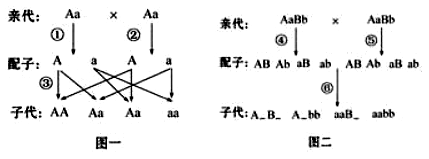 亲代: Aa × Aa
① ②
配子: A a A a
③
子代: AA Aa Aa aa
图一
亲代: AaBb × AaBb
④ ⑤
配子: AB Ab aB ab AB Ab aB ab
⑥
子代: A_B_ A_bb aaB_ aabb
图二